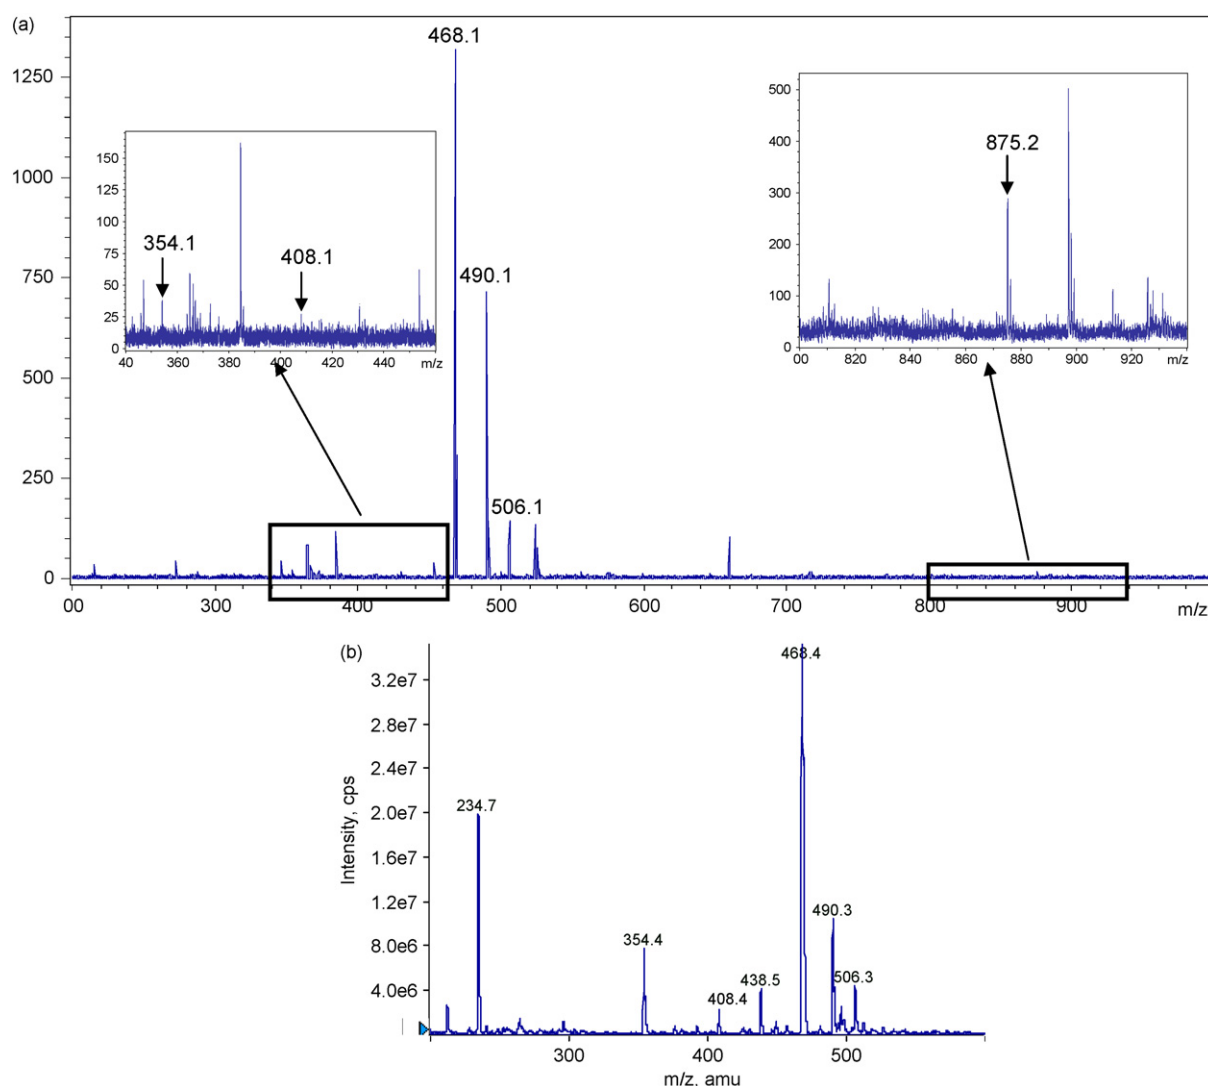 (a)
468.1
1250
1000
750
500
250
0
490.1
506.1
00 300 400 500 600 700 800 900 m/z
150
125
100
75
50
25
0
354.1
408.1
40 360 380 400 420 440 m/z
500
400
300
200
100
0
875.2
00 820 840 860 880 900 920 m/z
(b)
Intensity, cps
3.2e7
2.8e7
2.4e7
2.0e7
1.6e7
1.2e7
8.0e6
4.0e6
234.7
354.4
408.4
438.5
468.4
490.3
506.3
300 400 500
m/z, amu